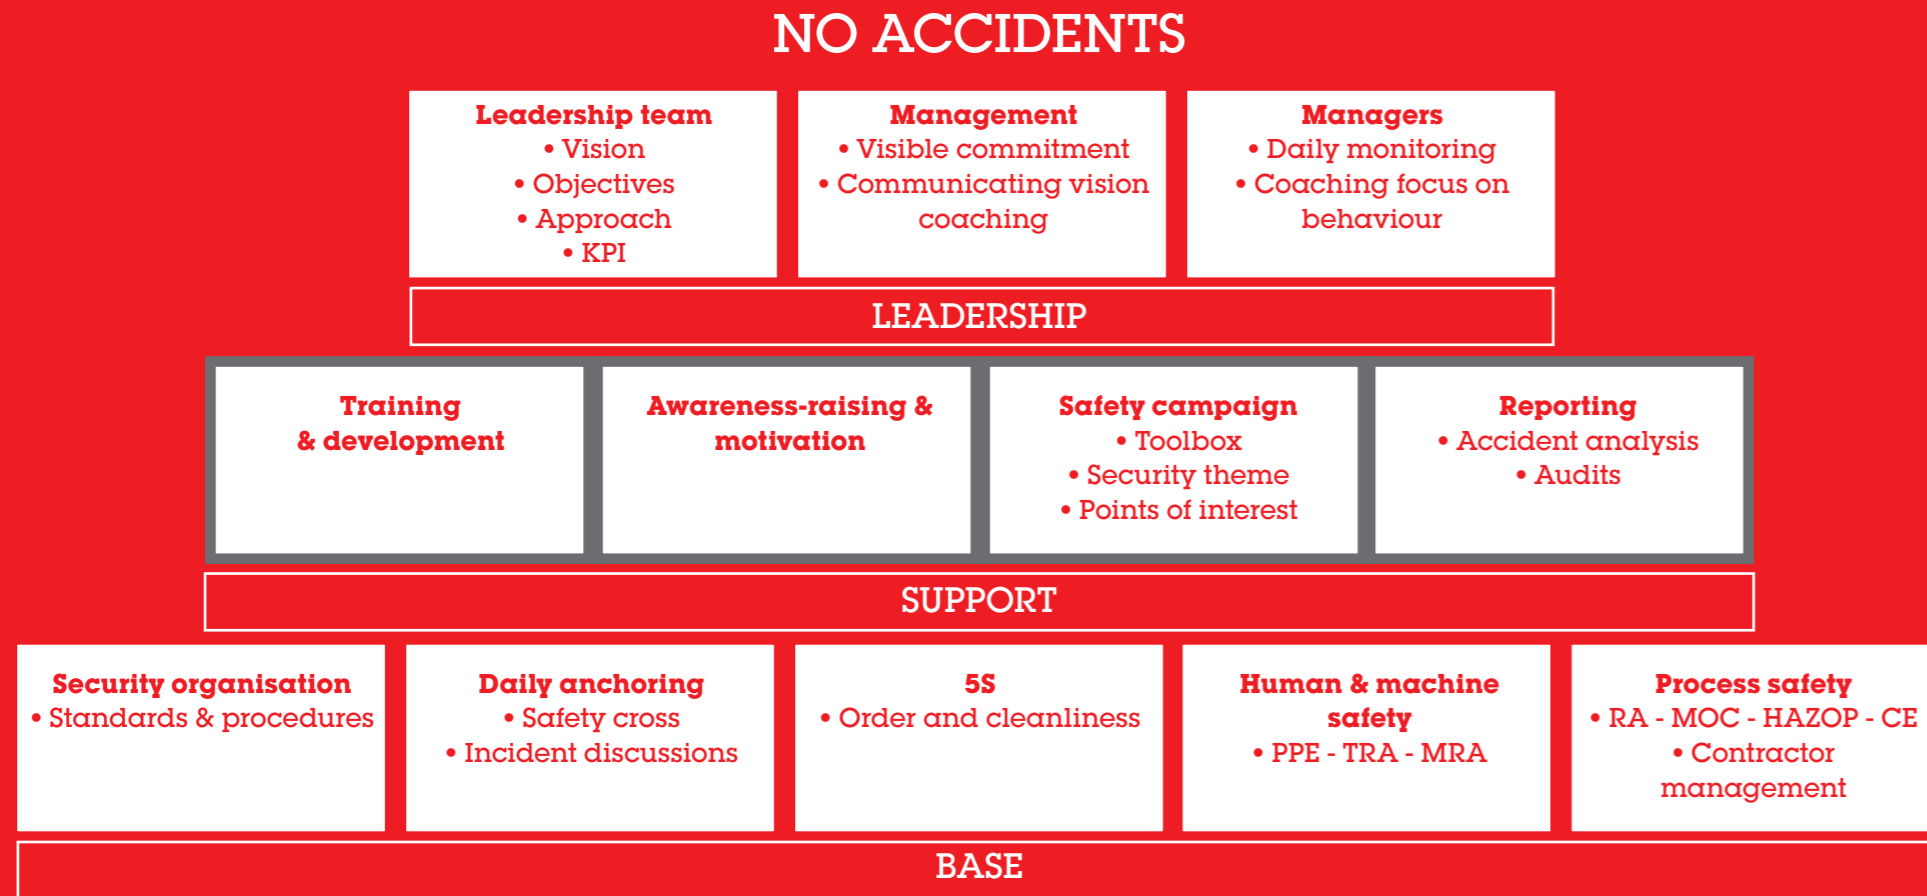 NO ACCIDENTS
Leadership team
• Vision
• Objectives
• Approach
• KPI
Management
• Visible commitment
• Communicating vision
coaching
Managers
• Daily monitoring
• Coaching focus on
behaviour
LEADERSHIP
Training
& development
Awareness-raising &
motivation
Safety campaign
• Toolbox
• Security theme
• Points of interest
Reporting
• Accident analysis
• Audits
SUPPORT
Security organisation
• Standards & procedures
Daily anchoring
• Safety cross
• Incident discussions
5S
• Order and cleanliness
Human & machine
safety
• PPE - TRA - MRA
Process safety
• RA - MOC - HAZOP - CE
• Contractor
management
BASE